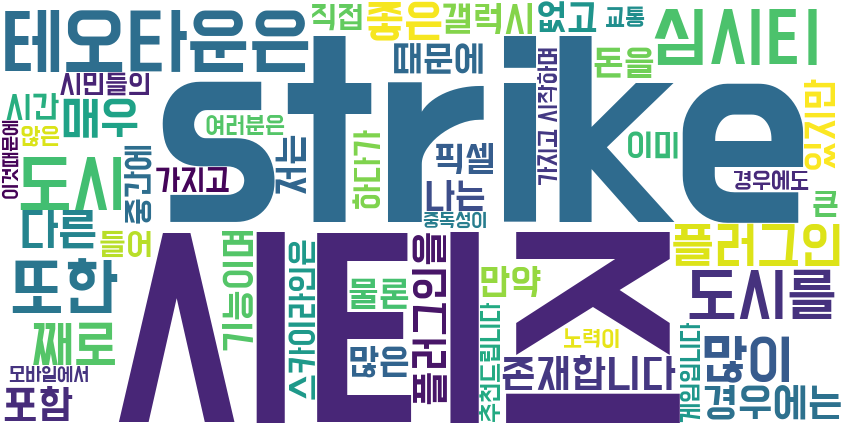 테오타운은
직접
좋은
갤럭시
없고
교통
심시티
때문에
돈을
시민들의
strike
시간
매우
않은
이것때문에
여러분은
가지고 시작하며
있지만
도시
중간에
가지고
저는
하다가
픽셀
이미
나는
경우에도
큰
중독성이
다른
들어
시티즈
플러그인
또한
기능이며
스카이라인은
물론
플러그인을
만약
도시를
째로
많은
추천드립니다
노력이
게임입니다
많이
모바일에서
포함
존재합니다
경우에는